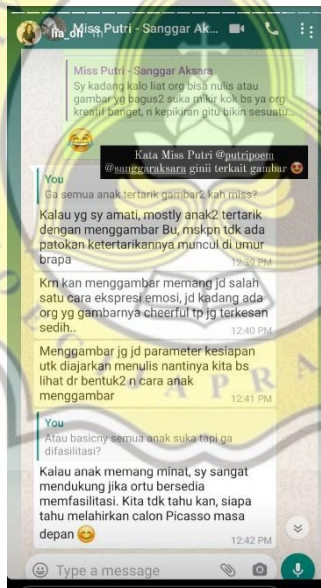 Miss Putri - Sanggar Ak...
Miss Putri - Sanggar Aksara
Sy kadang kalo liat org bisa nulis atau
gambar yg bagus2 suka mikir kok bs ya org
kreatif banget, n kepikiran gitu bikin sesuatu...
Kata Miss Putri @putripoem
@sanggaraksara ginii terkait gambar 😍
You
Ga semua anak tertarik gambar2 kah miss?
Kalau yg sy amati, mostly anak2 tertarik
dengan menggambar Bu, mskpn tdk ada
patokan ketertarikannya muncul di umur
brapa
12:39 PM
Krn kan menggambar memang jd salah
satu cara ekspresi emosi, jd kadang ada
org yg gambarnya cheerful tp jg terkesan
sedih..
12:40 PM
Menggambar jg jd parameter kesiapan
utk diajarkan menulis nantinya kita bs
lihat dr bentuk2 n cara anak
menggambar
12:41 PM
You
Atau basicny semua anak suka tapi ga
difasilitasi?
Kalau anak memang minat, sy sangat
mendukung jika ortu bersedia
memfasilitasi. Kita tdk tahu kan, siapa
tahu melahirkan calon Picasso masa
depan 😊
12:42 PM
Type a message